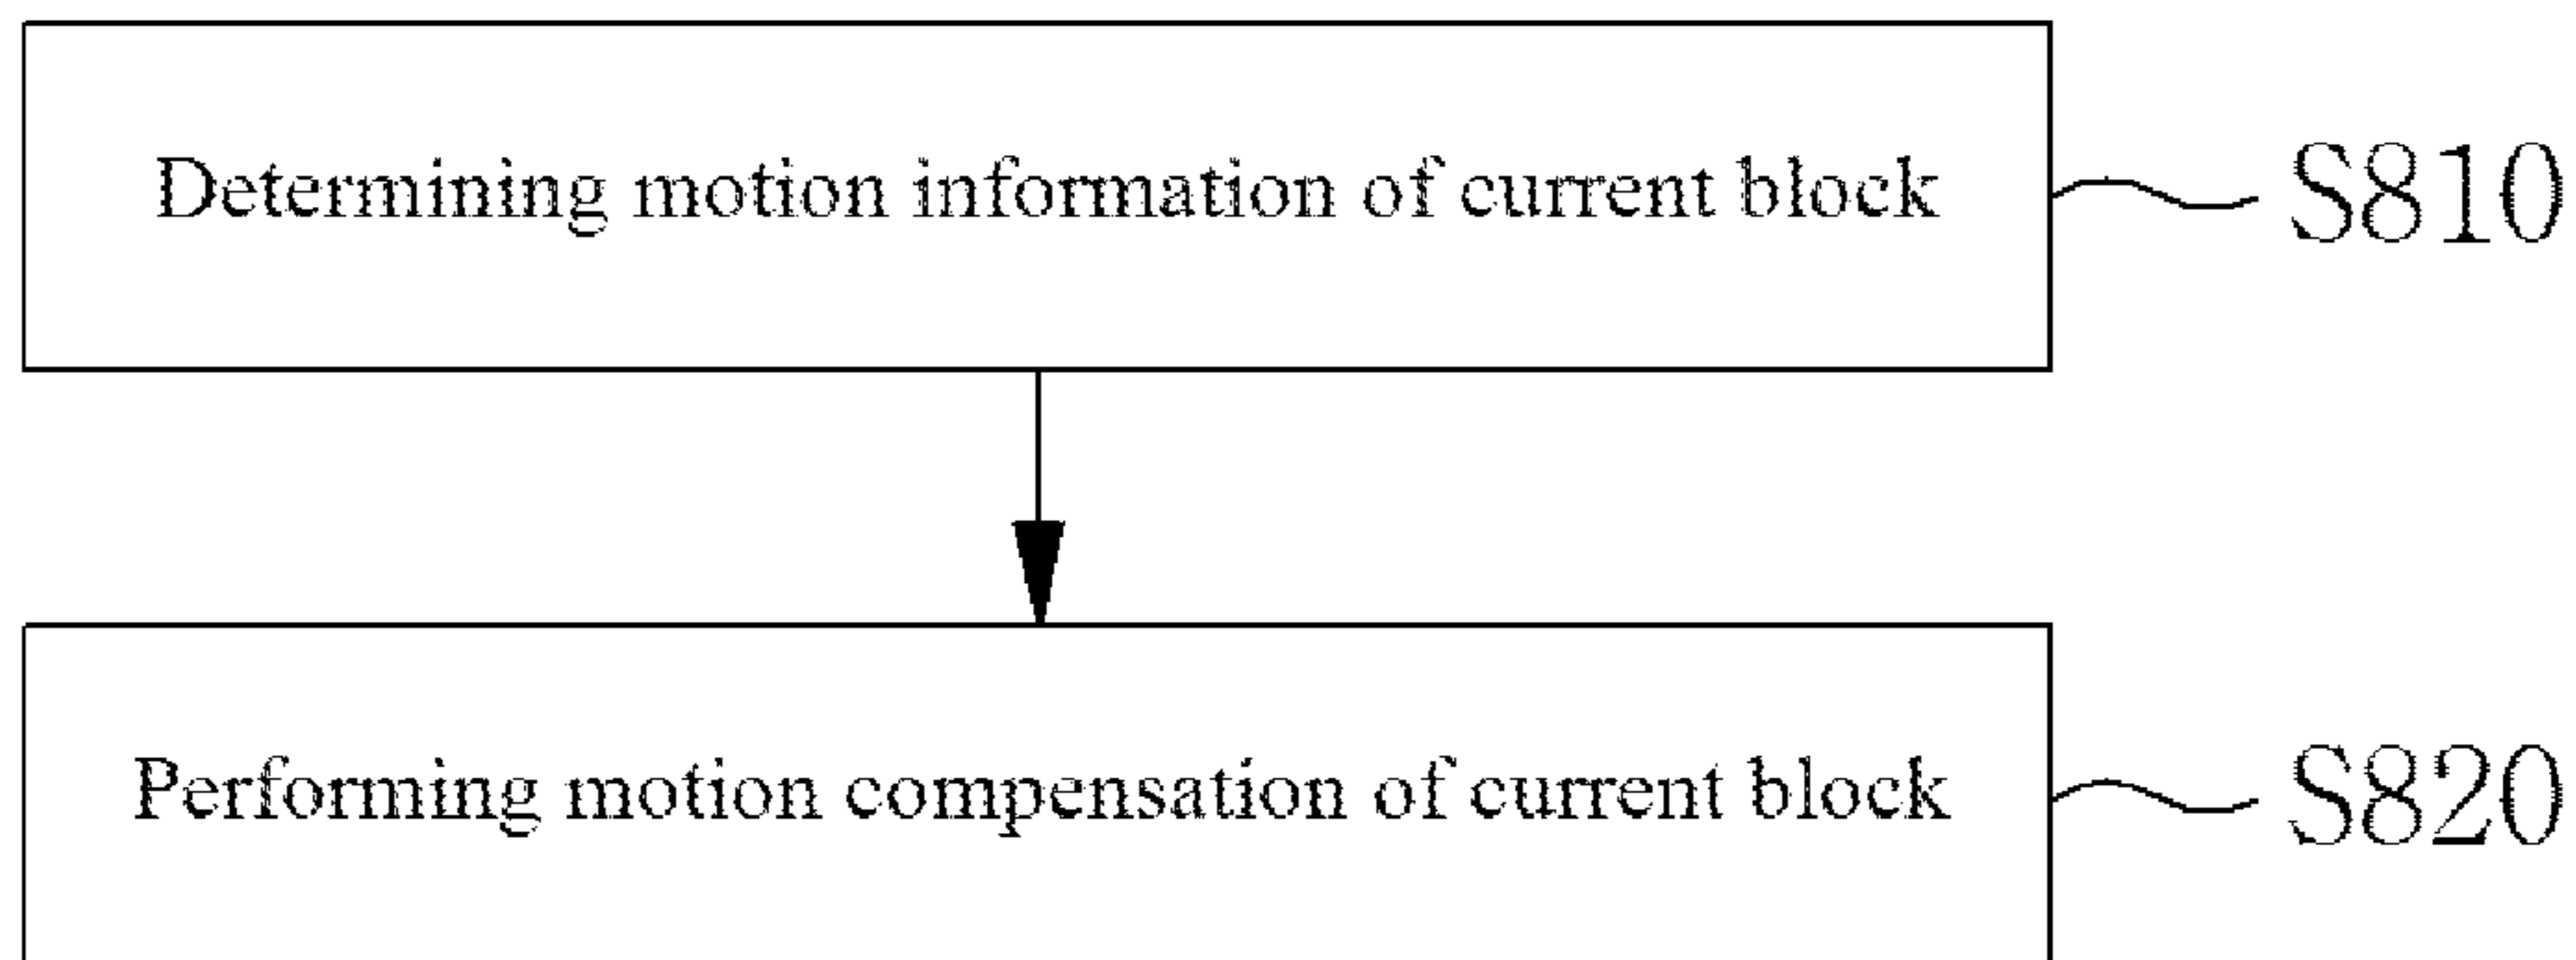 Determining motion information of current block S810
Performing motion compensation of current block S820